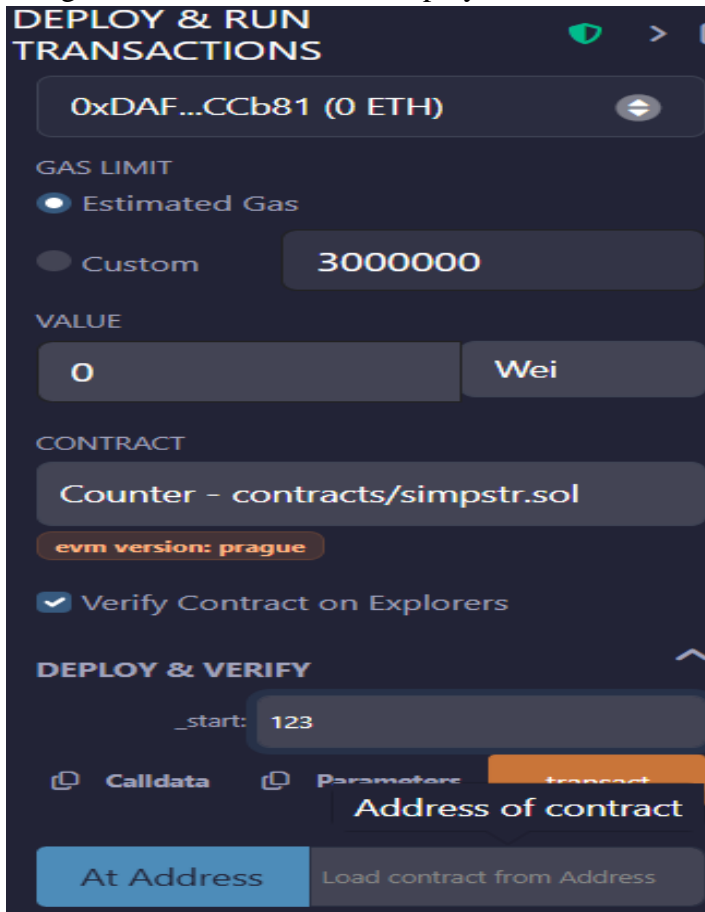 DEPLOY & RUN
TRANSACTIONS
0xDAF...CCb81 (0 ETH)
GAS LIMIT
Estimated Gas
Custom 3000000
VALUE
0 Wei
CONTRACT
Counter - contracts/simpstr.sol
evm version: prague
Verify Contract on Explorers
DEPLOY & VERIFY
_start: 123
Calldata Parameters transact
Address of contract
At Address Load contract from Address